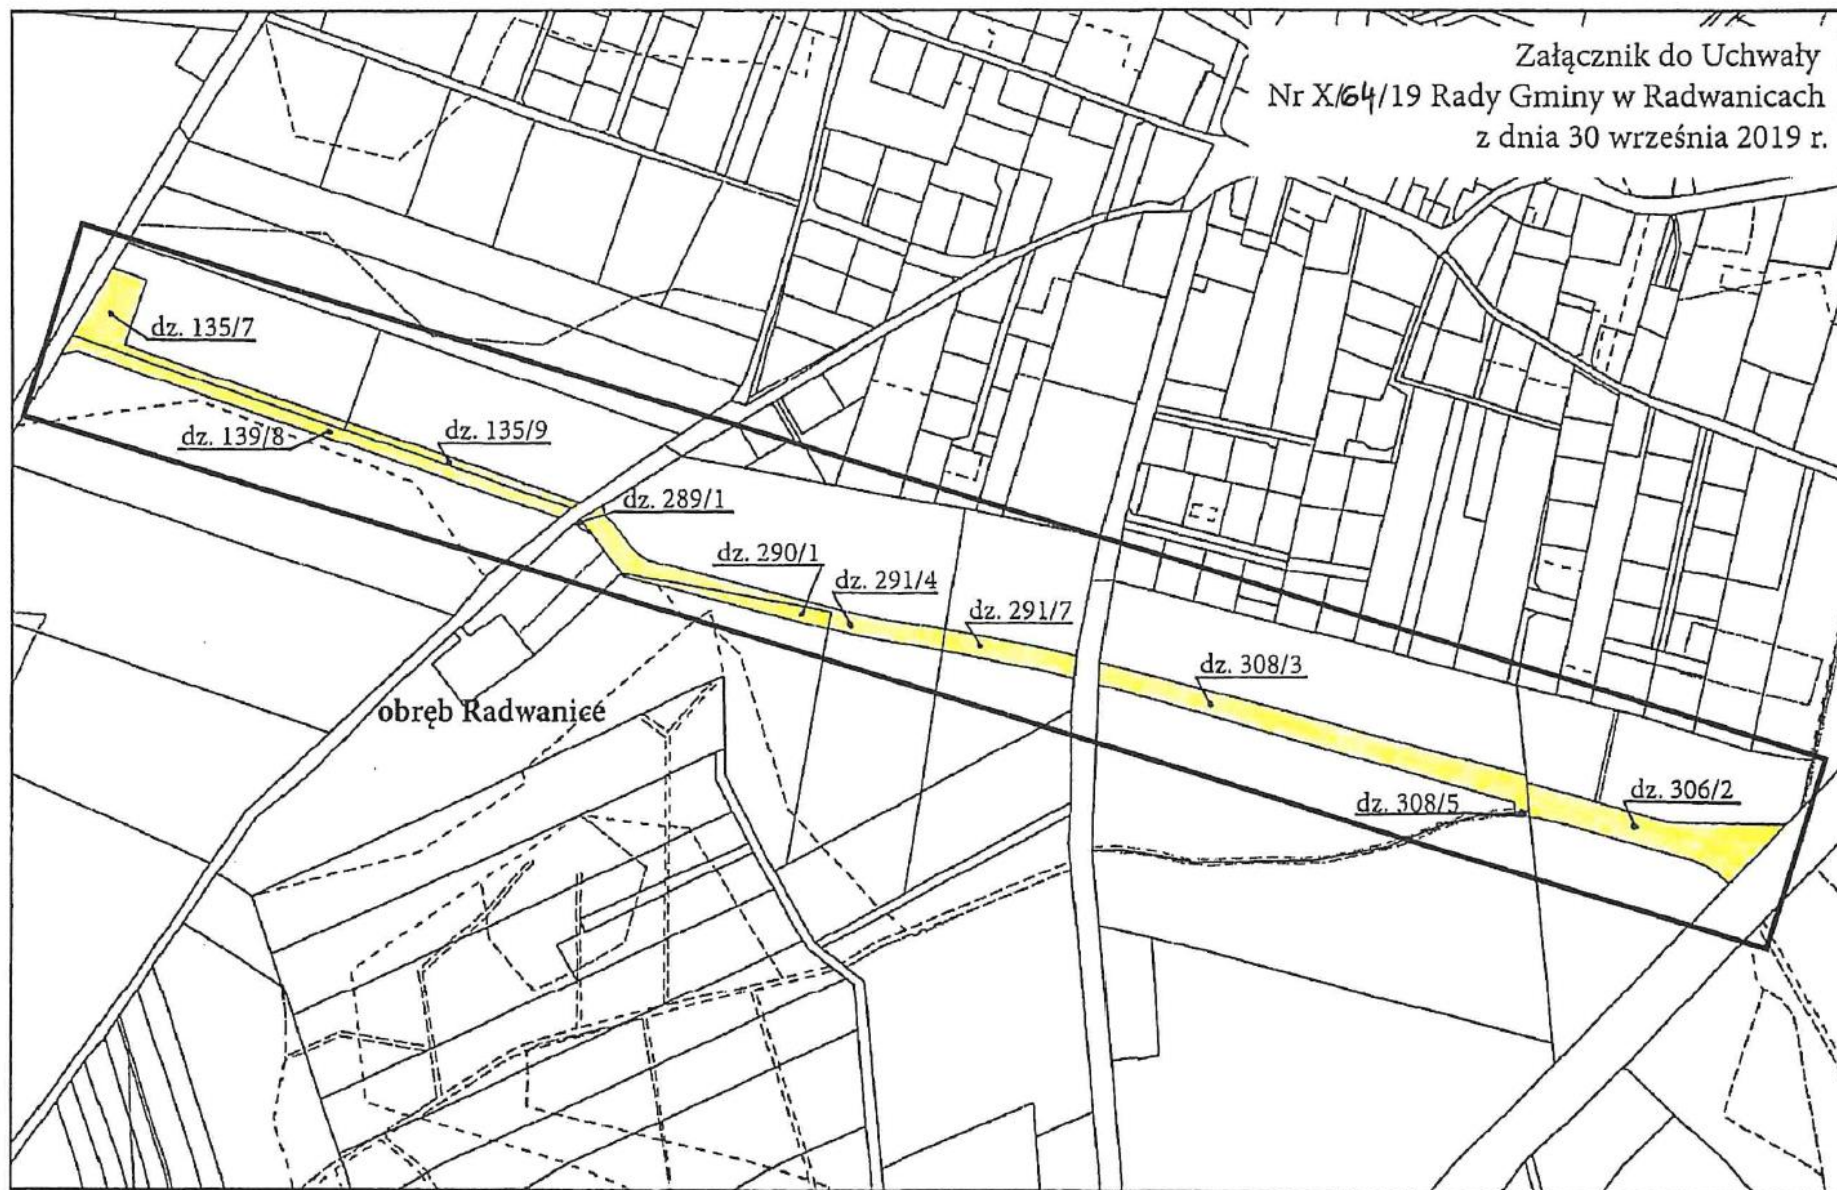 Załącznik do Uchwały
Nr X/64/19 Rady Gminy w Radwanicach
z dnia 30 września 2019 r.
dz. 135/7
dz. 139/8
dz. 135/9
dz. 289/1
dz. 290/1
dz. 291/4
dz. 291/7
dz. 308/3
dz. 308/5
dz. 306/2
obręb Radwanice